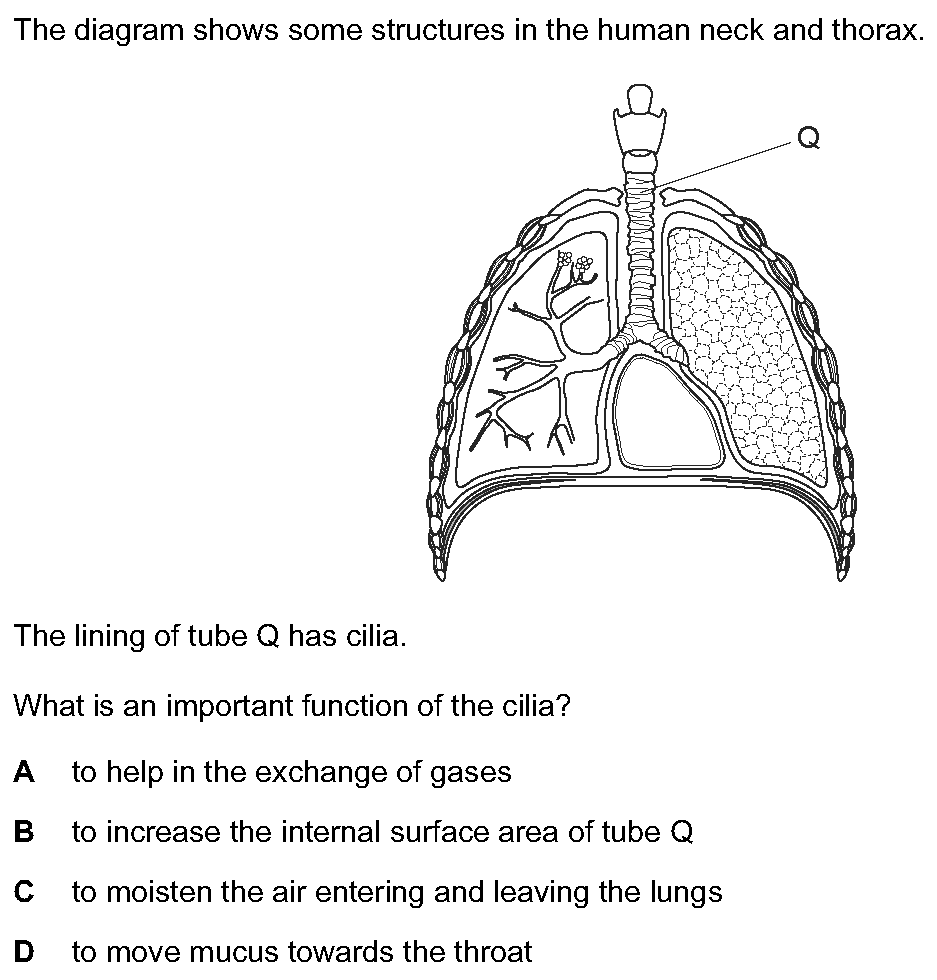 The diagram shows some structures in the human neck and thorax.
Q
The lining of tube Q has cilia.
What is an important function of the cilia?
A to help in the exchange of gases
B to increase the internal surface area of tube Q
C to moisten the air entering and leaving the lungs
D to move mucus towards the throat